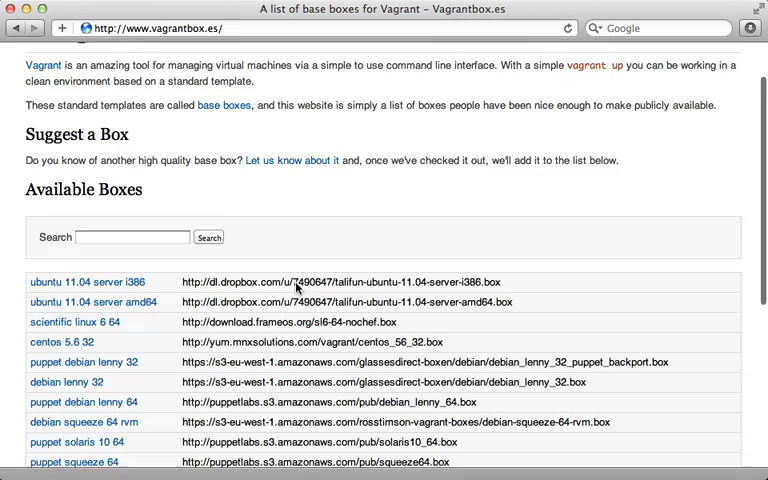 A list of base boxes for Vagrant – Vagrantbox.es
http://www.vagrantbox.es/
Google
Vagrant is an amazing tool for managing virtual machines via a simple to use command line interface. With a simple vagrant up you can be working in a
clean environment based on a standard template.
These standard templates are called base boxes, and this website is simply a list of boxes people have been nice enough to make publicly available.
Suggest a Box
Do you know of another high quality base box? Let us know about it and, once we've checked it out, we'll add it to the list below.
Available Boxes
Search Search
ubuntu 11.04 server i386 http://dl.dropbox.com/u/7490647/talifun-ubuntu-11.04-server-i386.box
ubuntu 11.04 server amd64 http://dl.dropbox.com/u/7490647/talifun-ubuntu-11.04-server-amd64.box
scientific linux 6 64 http://download.frameos.org/sl6-64-nochef.box
centos 5.6 32 http://yum.mnxsolutions.com/vagrant/centos_56_32.box
puppet debian lenny 32 https://s3-eu-west-1.amazonaws.com/glassesdirect-boxen/debian/debian_lenny_32_puppet_backport.box
debian lenny 32 https://s3-eu-west-1.amazonaws.com/glassesdirect-boxen/debian/debian_lenny_32.box
puppet debian lenny 64 http://puppetlabs.s3.amazonaws.com/pub/debian_lenny_64.box
debian squeeze 64 rvm https://s3-eu-west-1.amazonaws.com/rosstimson-vagrant-boxes/debian-squeeze-64-rvm.box
puppet solaris 10 64 http://puppetlabs.s3.amazonaws.com/pub/solaris10_64.box
puppet squeeze 64 http://puppetlabs.s3.amazonaws.com/pub/squeeze64.box